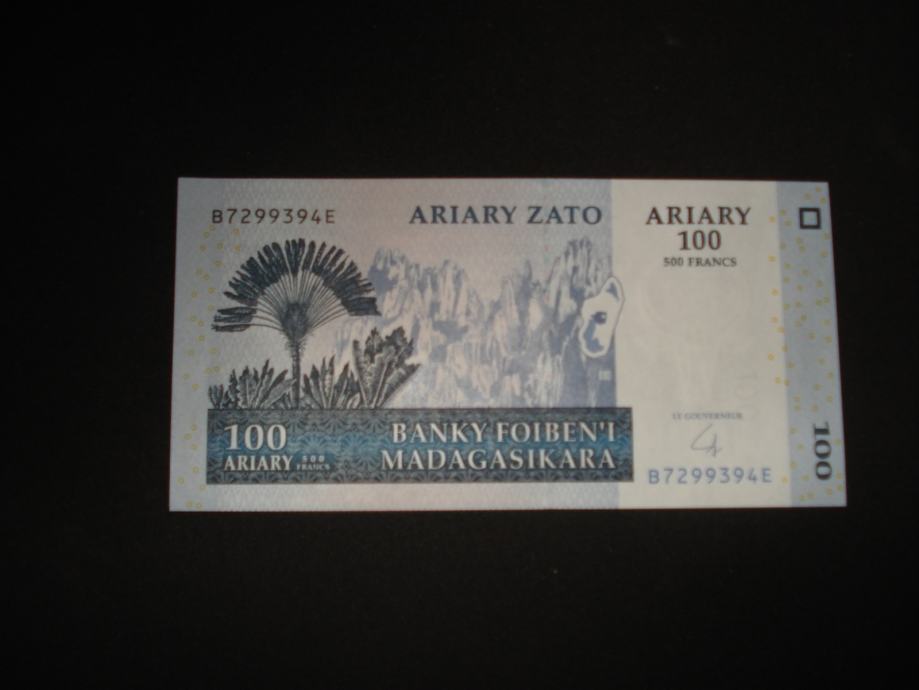 B7299394E
ARIARY ZATO
ARIARY
100
500 FRANCS
100
ARIARY 500 FRANCS
BANKY FOIBEN'I
MADAGASIKARA
LE GOUVERNEUR
B7299394E
100